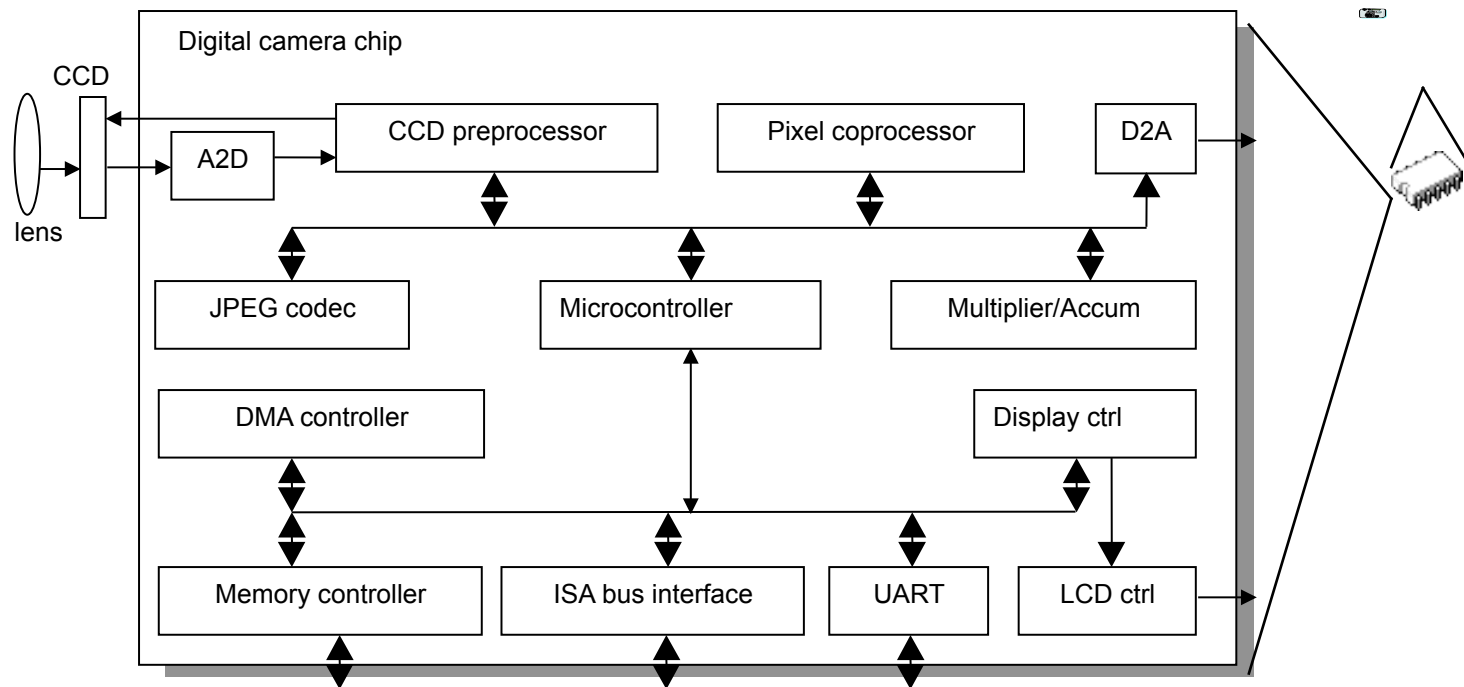 Digital camera chip
CCD
CCD preprocessor
Pixel coprocessor
D2A
A2D
lens
JPEG codec
Microcontroller
Multiplier/Accum
DMA controller
Display ctrl
Memory controller
ISA bus interface
UART
LCD ctrl